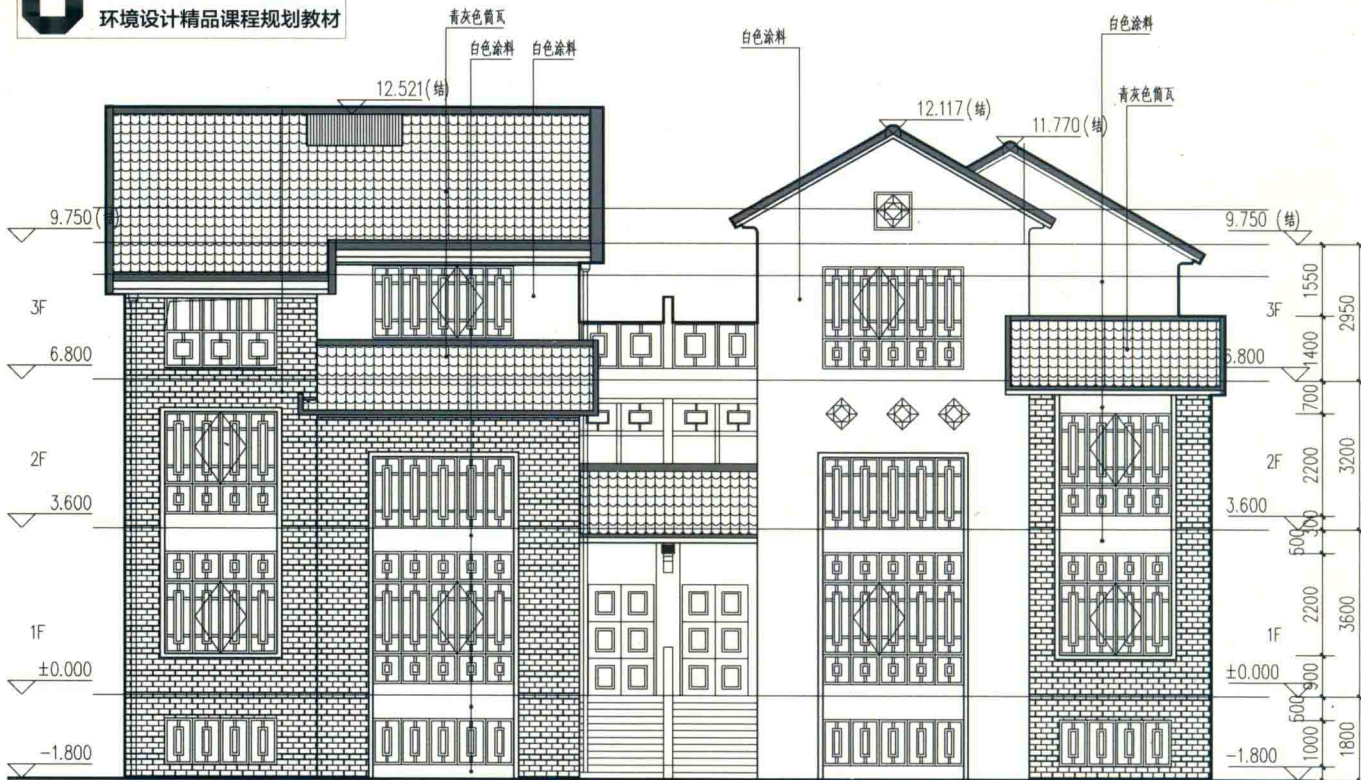 环境设计精品课程规划教材
青灰色筒瓦
白色涂料
白色涂料
白色涂料
白色涂料
青灰色筒瓦
12.521(结)
12.117(结)
11.770(结)
9.750(结)
3F
6.800
2F
3.600
1F
±0.000
-1.800
9.750 (结)
3F
6.800
2F
3.600
1F
±0.000
-1.800
1550
1400
700
2200
300
500
2200
900
500
1000
2950
3200
3600
1800